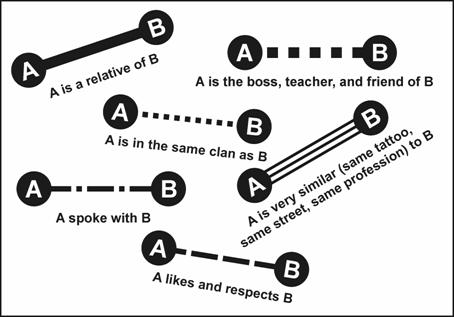 A B
A is a relative of B
A B
A is the boss, teacher, and friend of B
A B
A is in the same clan as B
A B
A is very similar (same tattoo,
same street, same profession) to B
A B
A spoke with B
A B
A likes and respects B